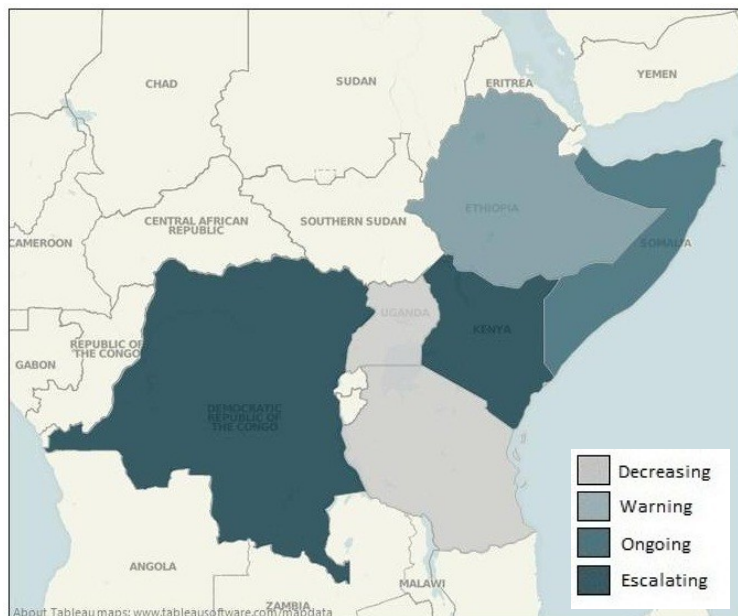 CHAD
SUDAN
ERITREA
YEMEN
ETHIOPIA
CENTRAL AFRICAN
REPUBLIC
SOUTHERN SUDAN
CAMEROON
SOMALIA
UGANDA
KENYA
REPUBLIC OF
THE CONGO
GABON
DEMOCRATIC
REPUBLIC OF
THE CONGO
Decreasing
Warning
Ongoing
Escalating
ANGOLA
MALAWI
ZAMBIA
About Tableau maps: www.tableausoftware.com/mapdata